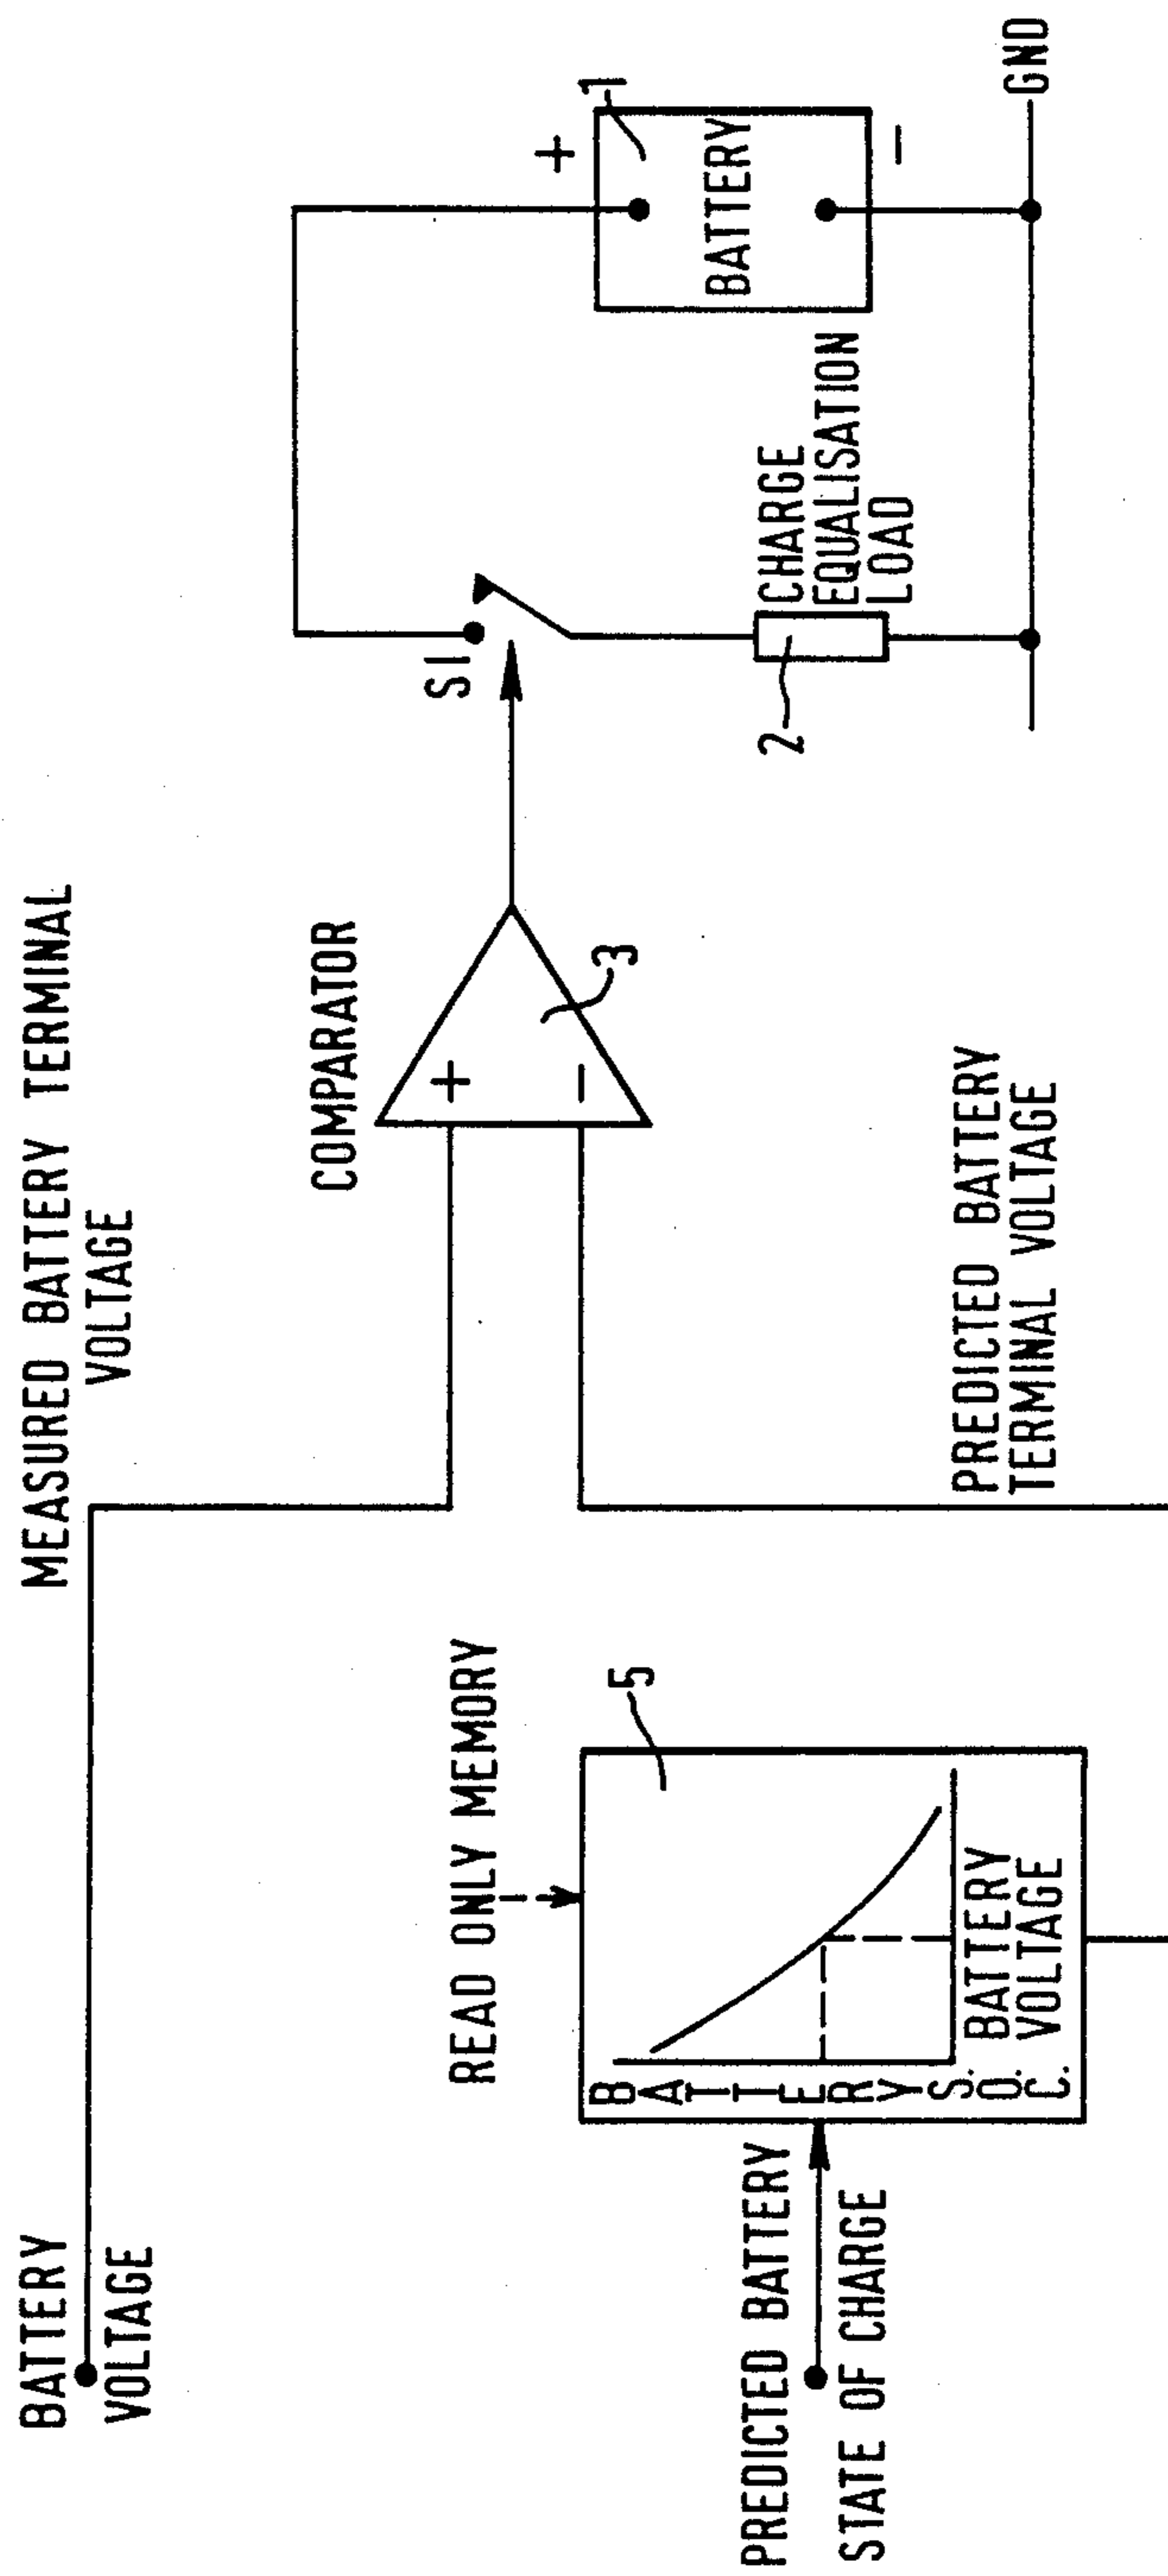 BATTERY
VOLTAGE
MEASURED BATTERY TERMINAL
VOLTAGE
COMPARATOR
+
−
3
S1
+
1
BATTERY
−
CHARGE
EQUALISATION
LOAD
2
GND
READ ONLY MEMORY
5
BATTERY S.O.C.
BATTERY
VOLTAGE
PREDICTED BATTERY
STATE OF CHARGE
PREDICTED BATTERY
TERMINAL VOLTAGE